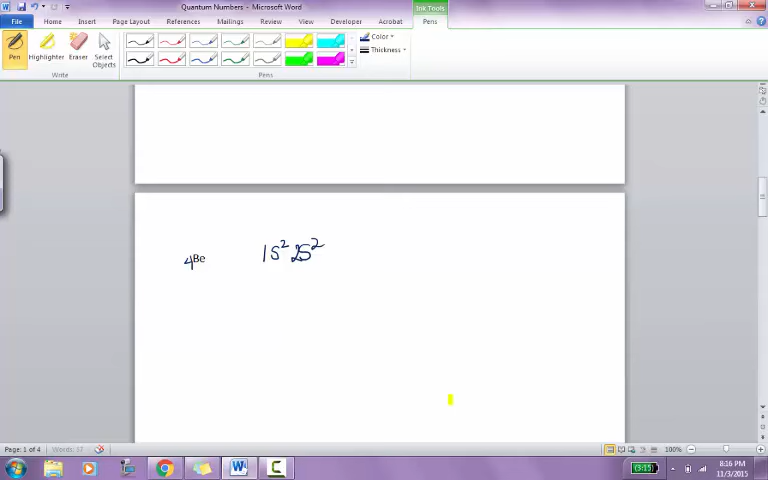 Quantum Numbers - Microsoft Word
Ink Tools
File Home Insert Page Layout References Mailings Review View Developer Acrobat Pens
Pen Highlighter Eraser Select Objects
Color
Thickness
Write Pens
4Be 1S² 2S²
Page: 1 of 4 Words: 17 100%
(3:15) 8:16 PM
11/3/2015